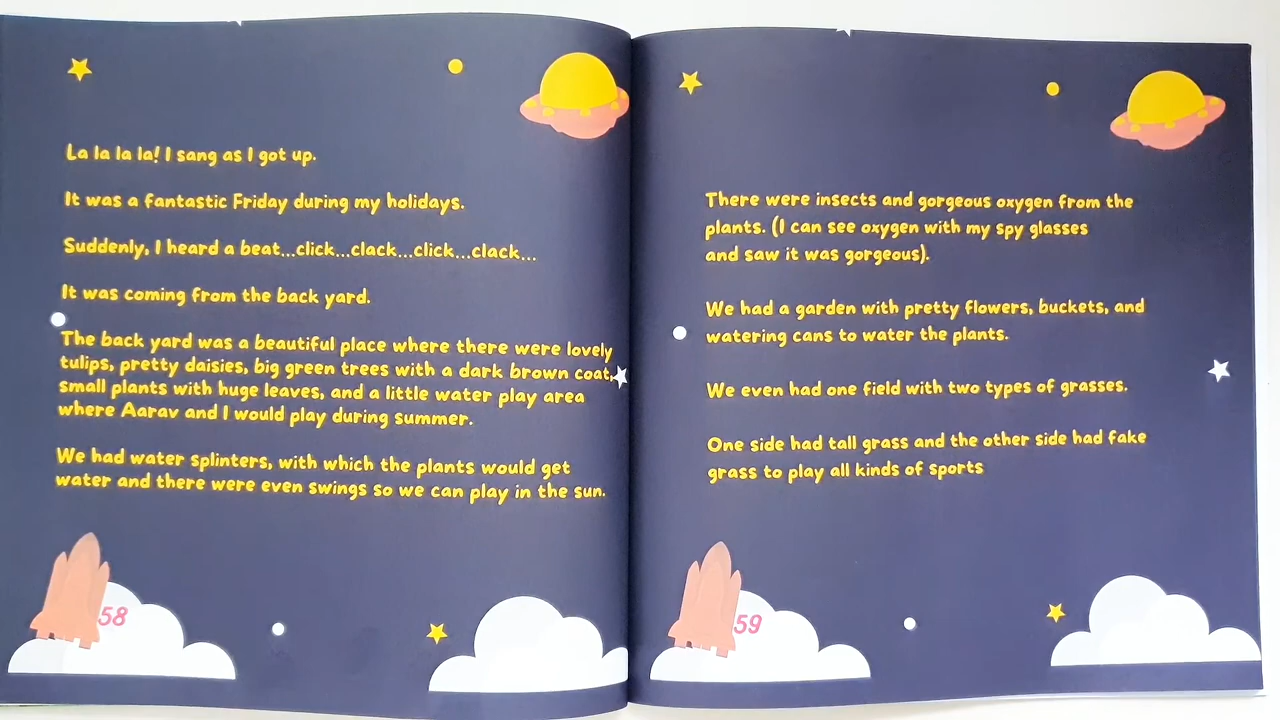 La la la la! I sang as I got up.
It was a fantastic Friday during my holidays.
Suddenly, I heard a beat...click...clack...click...clack...
It was coming from the back yard.
The back yard was a beautiful place where there were lovely
tulips, pretty daisies, big green trees with a dark brown coat,
small plants with huge leaves, and a little water play area
where Aarav and I would play during summer.
We had water splinters, with which the plants would get
water and there were even swings so we can play in the sun.
58
There were insects and gorgeous oxygen from the
plants. (I can see oxygen with my spy glasses
and saw it was gorgeous).
We had a garden with pretty flowers, buckets, and
watering cans to water the plants.
We even had one field with two types of grasses.
One side had tall grass and the other side had fake
grass to play all kinds of sports
59